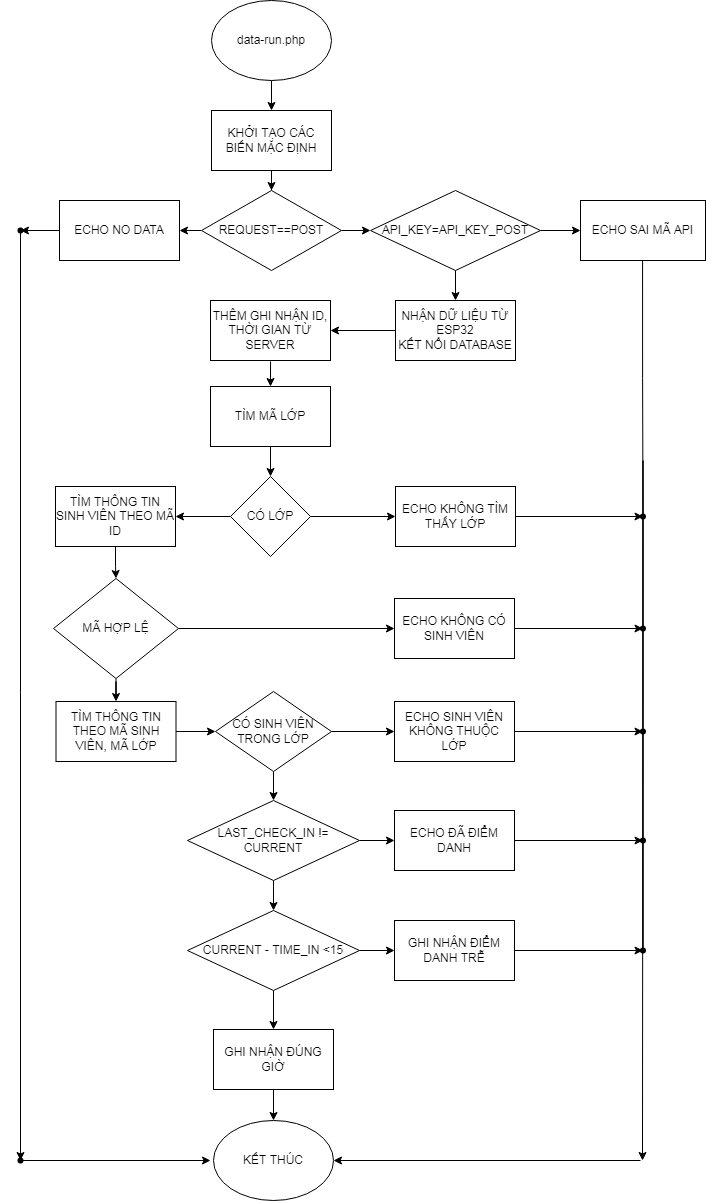 data-run.php
KHỞI TẠO CÁC
BIẾN MẶC ĐỊNH
ECHO NO DATA
REQUEST==POST
API_KEY=API_KEY_POST
ECHO SAI MÃ API
THÊM GHI NHẬN ID,
THỜI GIAN TỪ
SERVER
NHẬN DỮ LIỆU TỪ
ESP32
KẾT NỐI DATABASE
TÌM MÃ LỚP
TÌM THÔNG TIN
SINH VIÊN THEO MÃ
ID
CÓ LỚP
ECHO KHÔNG TÌM
THẤY LỚP
MÃ HỢP LỆ
ECHO KHÔNG CÓ
SINH VIÊN
TÌM THÔNG TIN
THEO MÃ SINH
VIÊN, MÃ LỚP
CÓ SINH VIÊN
TRONG LỚP
ECHO SINH VIÊN
KHÔNG THUỘC
LỚP
LAST_CHECK_IN !=
CURRENT
ECHO ĐÃ ĐIỂM
DANH
CURRENT - TIME_IN <15
GHI NHẬN ĐIỂM
DANH TRỄ
GHI NHẬN ĐÚNG
GIỜ
KẾT THÚC